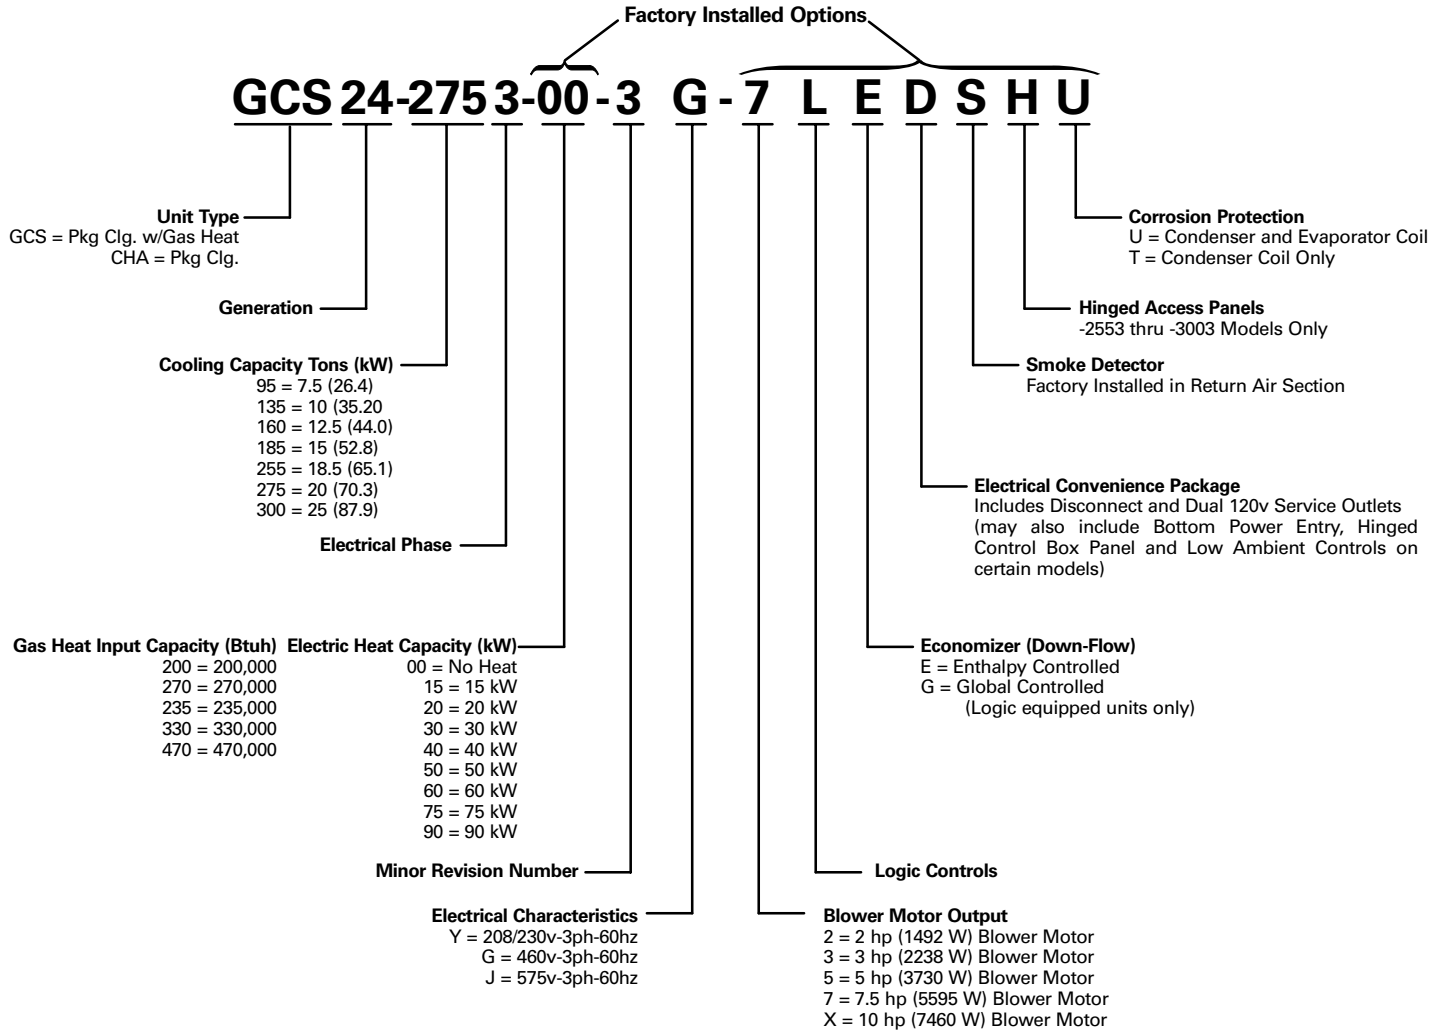 Factory Installed Options
GCS 24-275 3-00-3 G-7 L E D S H U
Unit Type
GCS = Pkg Clg. w/Gas Heat
CHA = Pkg Clg.
Generation
Cooling Capacity Tons (kW)
95 = 7.5 (26.4)
135 = 10 (35.20
160 = 12.5 (44.0)
185 = 15 (52.8)
255 = 18.5 (65.1)
275 = 20 (70.3)
300 = 25 (87.9)
Electrical Phase
Gas Heat Input Capacity (Btuh)
200 = 200,000
270 = 270,000
235 = 235,000
330 = 330,000
470 = 470,000
Electric Heat Capacity (kW)
00 = No Heat
15 = 15 kW
20 = 20 kW
30 = 30 kW
40 = 40 kW
50 = 50 kW
60 = 60 kW
75 = 75 kW
90 = 90 kW
Minor Revision Number
Electrical Characteristics
Y = 208/230v-3ph-60hz
G = 460v-3ph-60hz
J = 575v-3ph-60hz
Corrosion Protection
U = Condenser and Evaporator Coil
T = Condenser Coil Only
Hinged Access Panels
-2553 thru -3003 Models Only
Smoke Detector
Factory Installed in Return Air Section
Electrical Convenience Package
Includes Disconnect and Dual 120v Service Outlets
(may also include Bottom Power Entry, Hinged
Control Box Panel and Low Ambient Controls on
certain models)
Economizer (Down-Flow)
E = Enthalpy Controlled
G = Global Controlled
(Logic equipped units only)
Logic Controls
Blower Motor Output
2 = 2 hp (1492 W) Blower Motor
3 = 3 hp (2238 W) Blower Motor
5 = 5 hp (3730 W) Blower Motor
7 = 7.5 hp (5595 W) Blower Motor
X = 10 hp (7460 W) Blower Motor